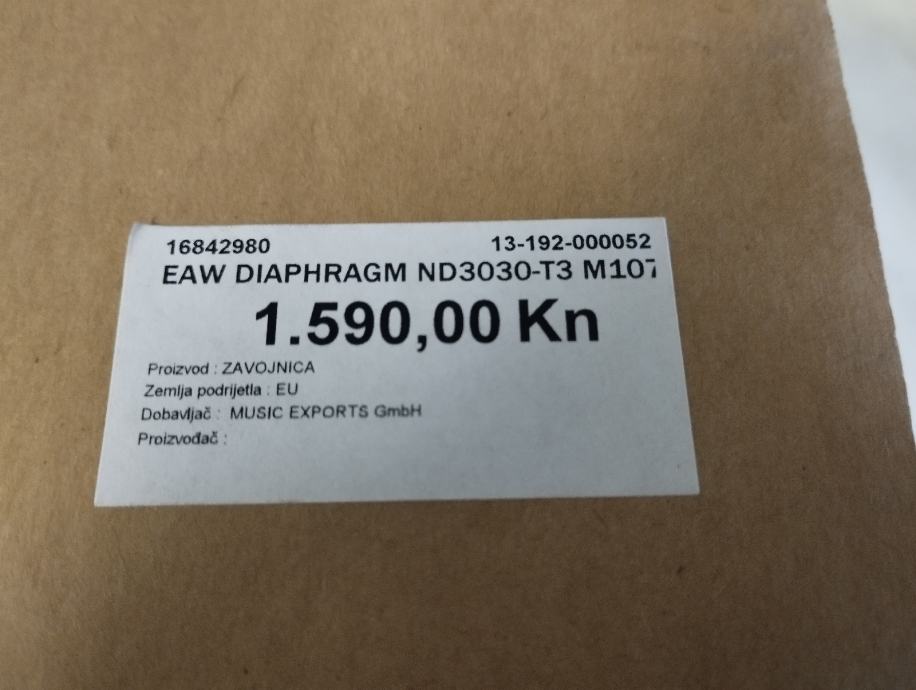 16842980 13-192-000052
EAW DIAPHRAGM ND3030-T3 M107
1.590,00 Kn
Proizvod : ZAVOJNICA
Zemlja podrijetla : EU
Dobavljač : MUSIC EXPORTS GmbH
Proizvođač :